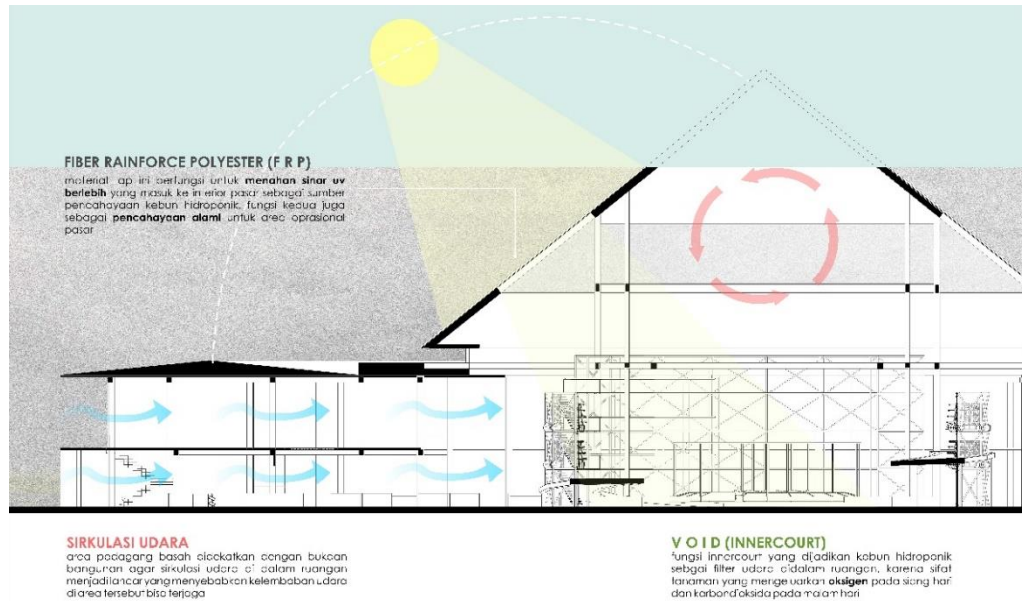 FIBER RAINFORCE POLYESTER (F R P)
material ap ini berfungsi untuk menahan sinar uv
berlebih yang masuk ke interior pasar sebagai sumber
pencahayaan kebun hidroponik, fungsi kedua juga
sebagai pencahayaan alami untuk area oprasional
pasar
SIRKULASI UDARA
area pedagang basah didekatkan dengan bukaan
bangunan agar sirkulasi udara di dalam ruangan
menjadi lancar yang menyebabkan kelembaban udara
di area tersebut bisa terjaga
V O I D (INNERCOURT)
fungsi innercourt yang dijadikan kebun hidroponik
sebgai filter udara didalam ruangan, karena sifat
tanaman yang mengeluarkan oksigen pada siang hari
dan karbondioksida pada malam hari